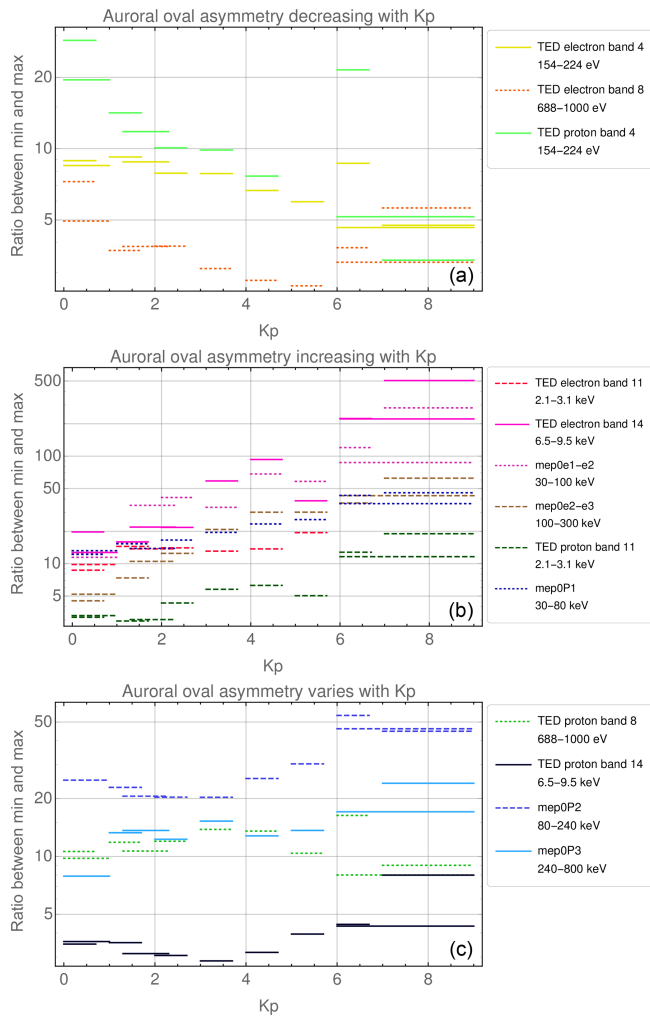 Auroral oval asymmetry decreasing with Kp
Ratio between min and max
20
10
5
0
2
4
6
8
Kp
(a)
TED electron band 4
154–224 eV
TED electron band 8
688–1000 eV
TED proton band 4
154–224 eV
Auroral oval asymmetry increasing with Kp
Ratio between min and max
500
100
50
10
5
0
2
4
6
8
Kp
(b)
TED electron band 11
2.1–3.1 keV
TED electron band 14
6.5–9.5 keV
mep0e1-e2
30–100 keV
mep0e2-e3
100–300 keV
TED proton band 11
2.1–3.1 keV
mep0P1
30–80 keV
Auroral oval asymmetry varies with Kp
Ratio between min and max
50
20
10
5
0
2
4
6
8
Kp
(c)
TED proton band 8
688–1000 eV
TED proton band 14
6.5–9.5 keV
mep0P2
80–240 keV
mep0P3
240–800 keV